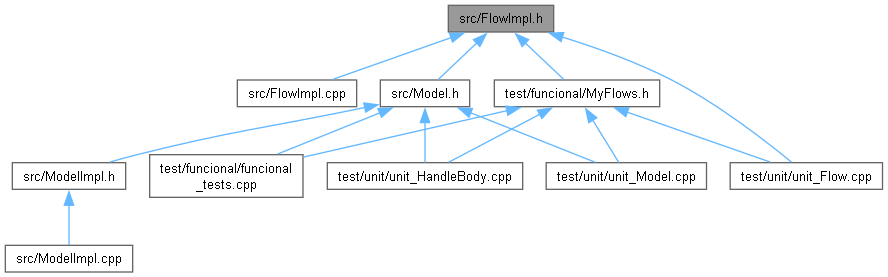 src/FlowImpl.h
src/FlowImpl.cpp
src/Model.h
test/funcional/MyFlows.h
src/ModelImpl.h
test/funcional/funcional
_tests.cpp
test/unit/unit_HandleBody.cpp
test/unit/unit_Model.cpp
test/unit/unit_Flow.cpp
src/ModelImpl.cpp